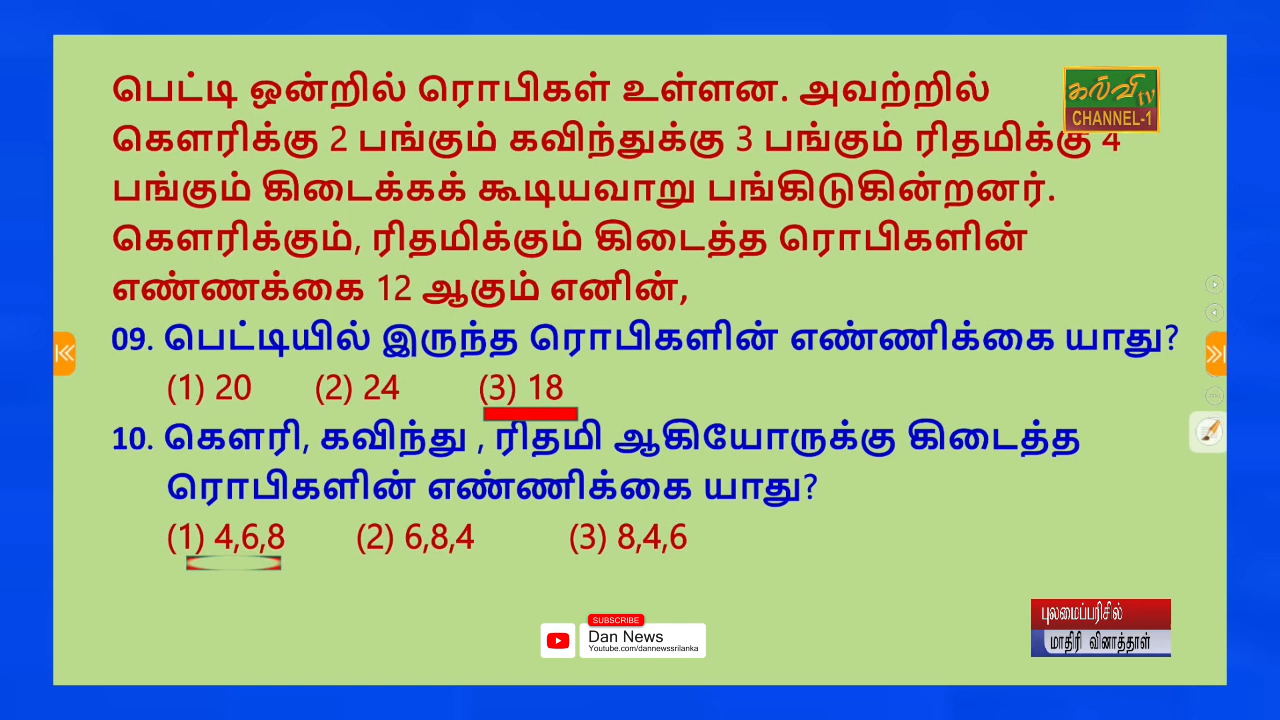 பெட்டி ஒன்றில் ரொபிகள் உள்ளன. அவற்றில்
கௌரிக்கு 2 பங்கும் கவிந்துக்கு 3 பங்கும் ரிதமிக்கு 4
பங்கும் கிடைக்கக் கூடியவாறு பங்கிடுகின்றனர்.
கௌரிக்கும், ரிதமிக்கும் கிடைத்த ரொபிகளின்
எண்ணக்கை 12 ஆகும் எனின்,
09. பெட்டியில் இருந்த ரொபிகளின் எண்ணிக்கை யாது?
(1) 20 (2) 24 (3) 18
10. கௌரி, கவிந்து , ரிதமி ஆகியோருக்கு கிடைத்த
ரொபிகளின் எண்ணிக்கை யாது?
(1) 4,6,8 (2) 6,8,4 (3) 8,4,6
கல்வி tv
CHANNEL-1
SUBSCRIBE
Dan News
Youtube.com/dannewssrilanka
புலமைப்பரிசில்
மாதிரி வினாத்தாள்